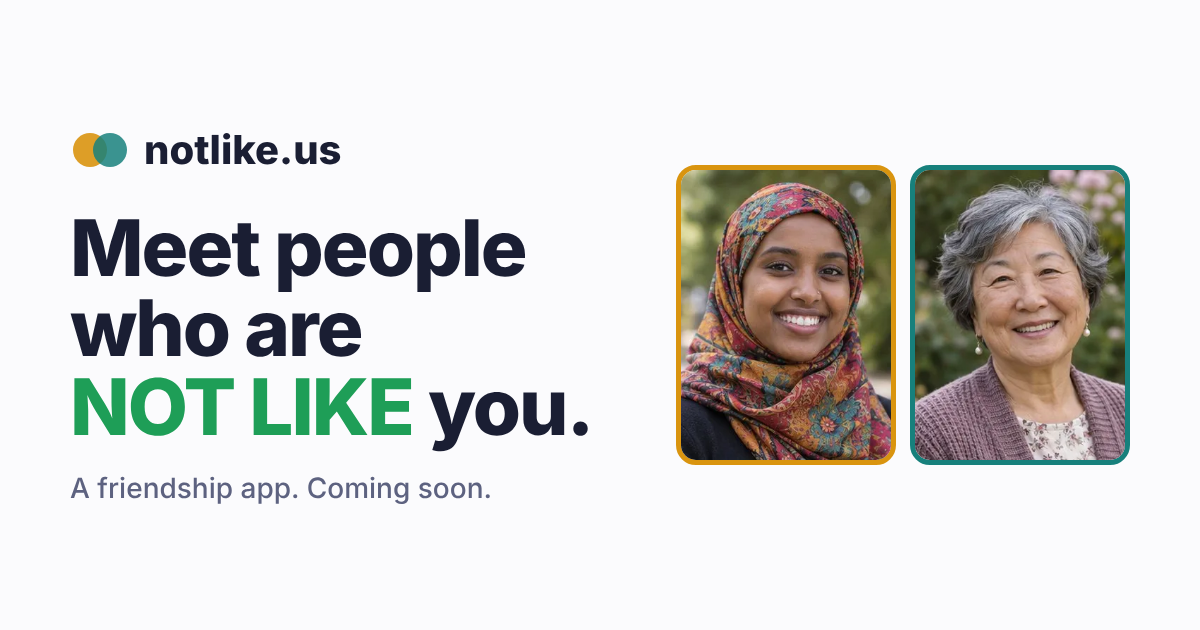 notlike.us
Meet people
who are
NOT LIKE you.
A friendship app. Coming soon.